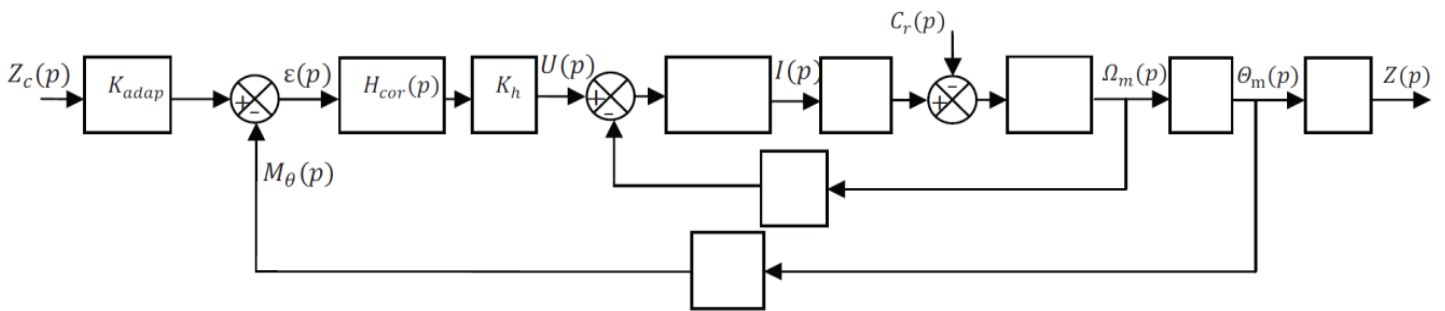 C_r(p)
Z_c(p) K_adap ε(p) H_cor(p) K_h U(p) I(p) Ω_m(p) Θ_m(p) Z(p)
+ - + - - +
M_θ(p)